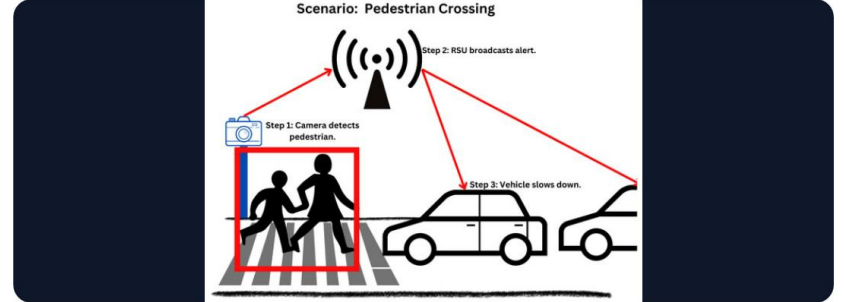 Scenario: Pedestrian Crossing
Step 2: RSU broadcasts alert.
Step 1: Camera detects
pedestrian.
Step 3: Vehicle slows down.